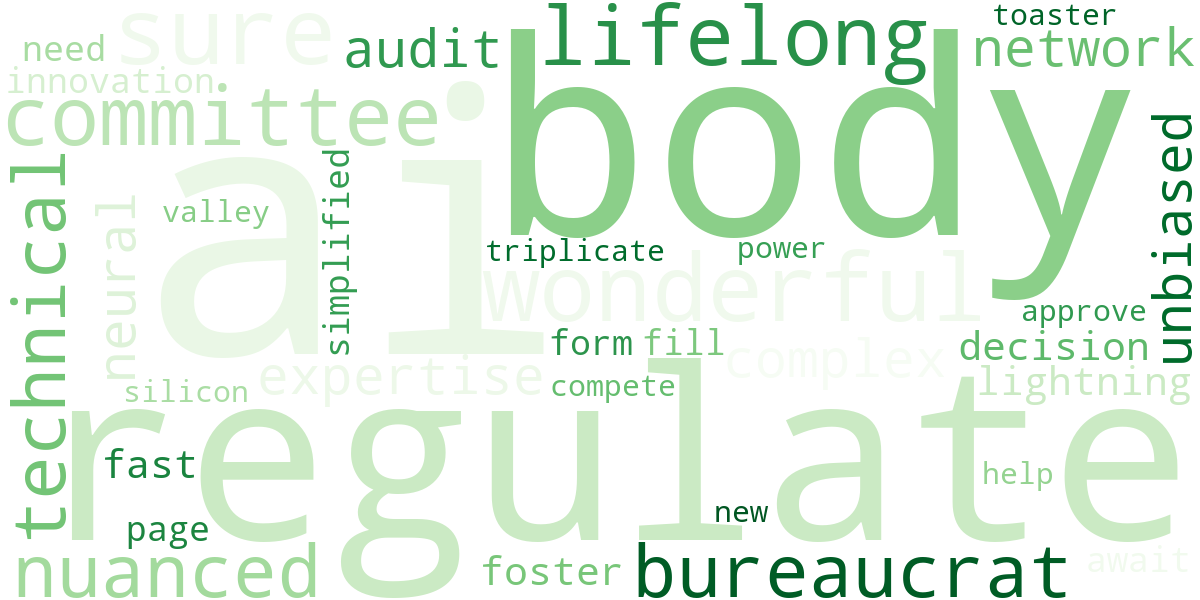 toaster
need
sure
audit
lifelong
network
innovation
committee
body
ai
unbiased
technical
neural
valley
simplified
triplicate
power
wonderful
approve
form
fill
complex
decision
silicon
expertise
compete
lightning
regulate
fast
help
page
new
nuanced
foster
bureaucrat
await